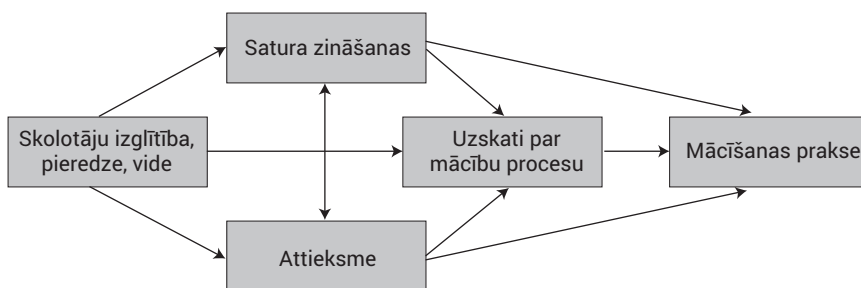 Satura zināšanas
Skolotāju izglītība,
pieredze, vide
Uzskati par
mācību procesu
Mācīšanas prakse
Attieksme